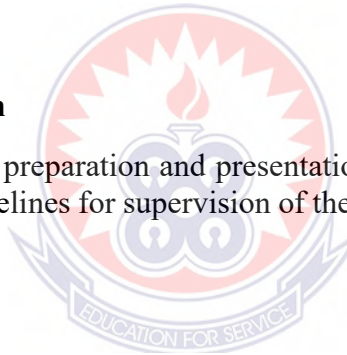 n
preparation and presentatio
elines for supervision of the
EDUCATION FOR SERVICE